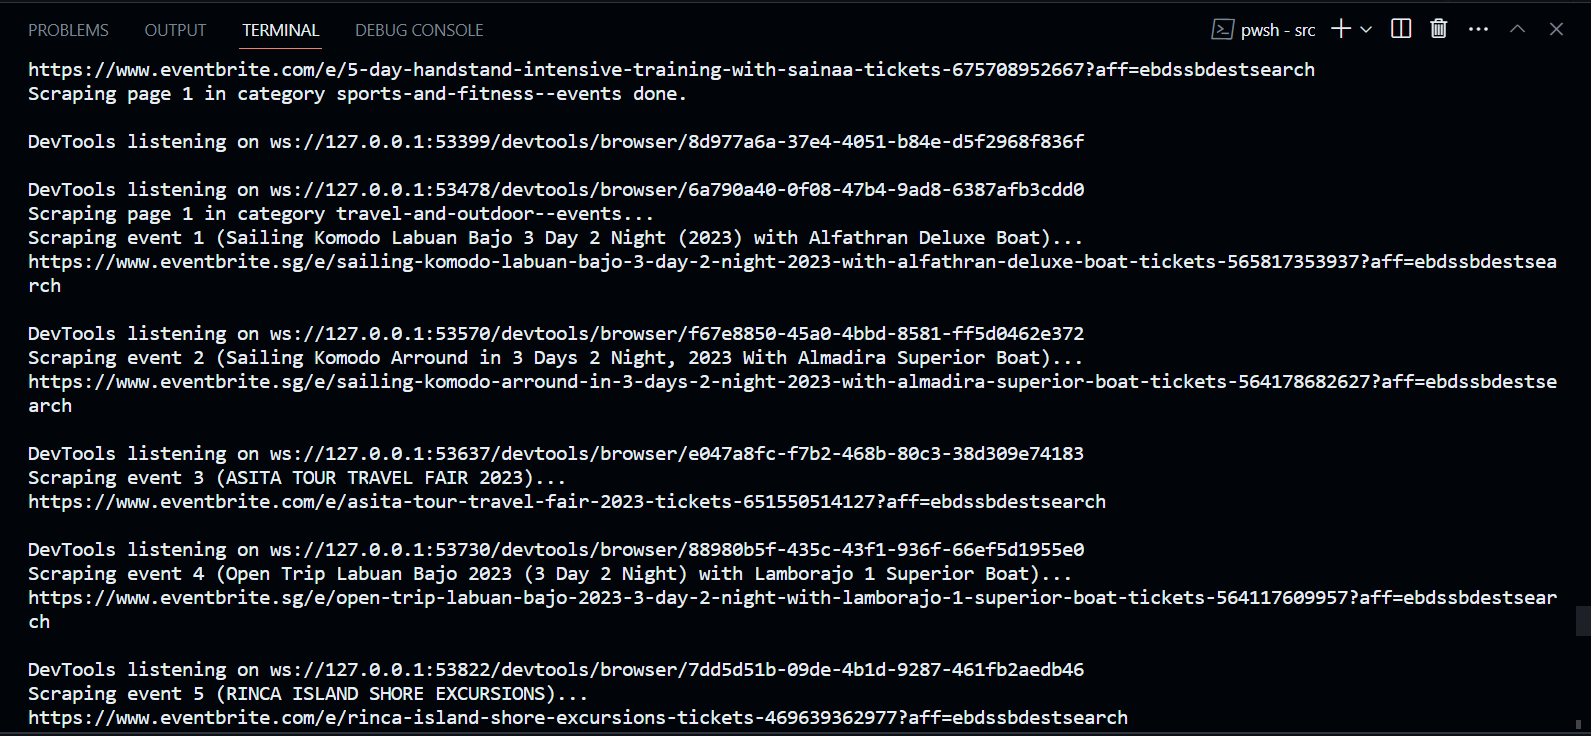 PROBLEMS OUTPUT TERMINAL DEBUG CONSOLE pwsh - src
https://www.eventbrite.com/e/5-day-handstand-intensive-training-with-sainaa-tickets-675708952667?aff=ebdssbdestsearch
Scraping page 1 in category sports-and-fitness--events done.
DevTools listening on ws://127.0.0.1:53399/devtools/browser/8d977a6a-37e4-4051-b84e-d5f2968f836f
DevTools listening on ws://127.0.0.1:53478/devtools/browser/6a790a40-0f08-47b4-9ad8-6387afb3cdd0
Scraping page 1 in category travel-and-outdoor--events...
Scraping event 1 (Sailing Komodo Labuan Bajo 3 Day 2 Night (2023) with Alfathran Deluxe Boat)...
https://www.eventbrite.sg/e/sailing-komodo-labuan-bajo-3-day-2-night-2023-with-alfathran-deluxe-boat-tickets-565817353937?aff=ebdssbdestsea
rch
DevTools listening on ws://127.0.0.1:53570/devtools/browser/f67e8850-45a0-4bbd-8581-ff5d0462e372
Scraping event 2 (Sailing Komodo Arround in 3 Days 2 Night, 2023 With Almadira Superior Boat)...
https://www.eventbrite.sg/e/sailing-komodo-arround-in-3-days-2-night-2023-with-almadira-superior-boat-tickets-564178682627?aff=ebdssbdestse
arch
DevTools listening on ws://127.0.0.1:53637/devtools/browser/e047a8fc-f7b2-468b-80c3-38d309e74183
Scraping event 3 (ASITA TOUR TRAVEL FAIR 2023)...
https://www.eventbrite.com/e/asita-tour-travel-fair-2023-tickets-651550514127?aff=ebdssbdestsearch
DevTools listening on ws://127.0.0.1:53730/devtools/browser/88980b5f-435c-43f1-936f-66ef5d1955e0
Scraping event 4 (Open Trip Labuan Bajo 2023 (3 Day 2 Night) with Lamborajo 1 Superior Boat)...
https://www.eventbrite.sg/e/open-trip-labuan-bajo-2023-3-day-2-night-with-lamborajo-1-superior-boat-tickets-564117609957?aff=ebdssbdestsear
ch
DevTools listening on ws://127.0.0.1:53822/devtools/browser/7dd5d51b-09de-4b1d-9287-461fb2aedb46
Scraping event 5 (RINCA ISLAND SHORE EXCURSIONS)...
https://www.eventbrite.com/e/rinca-island-shore-excursions-tickets-469639362977?aff=ebdssbdestsearch